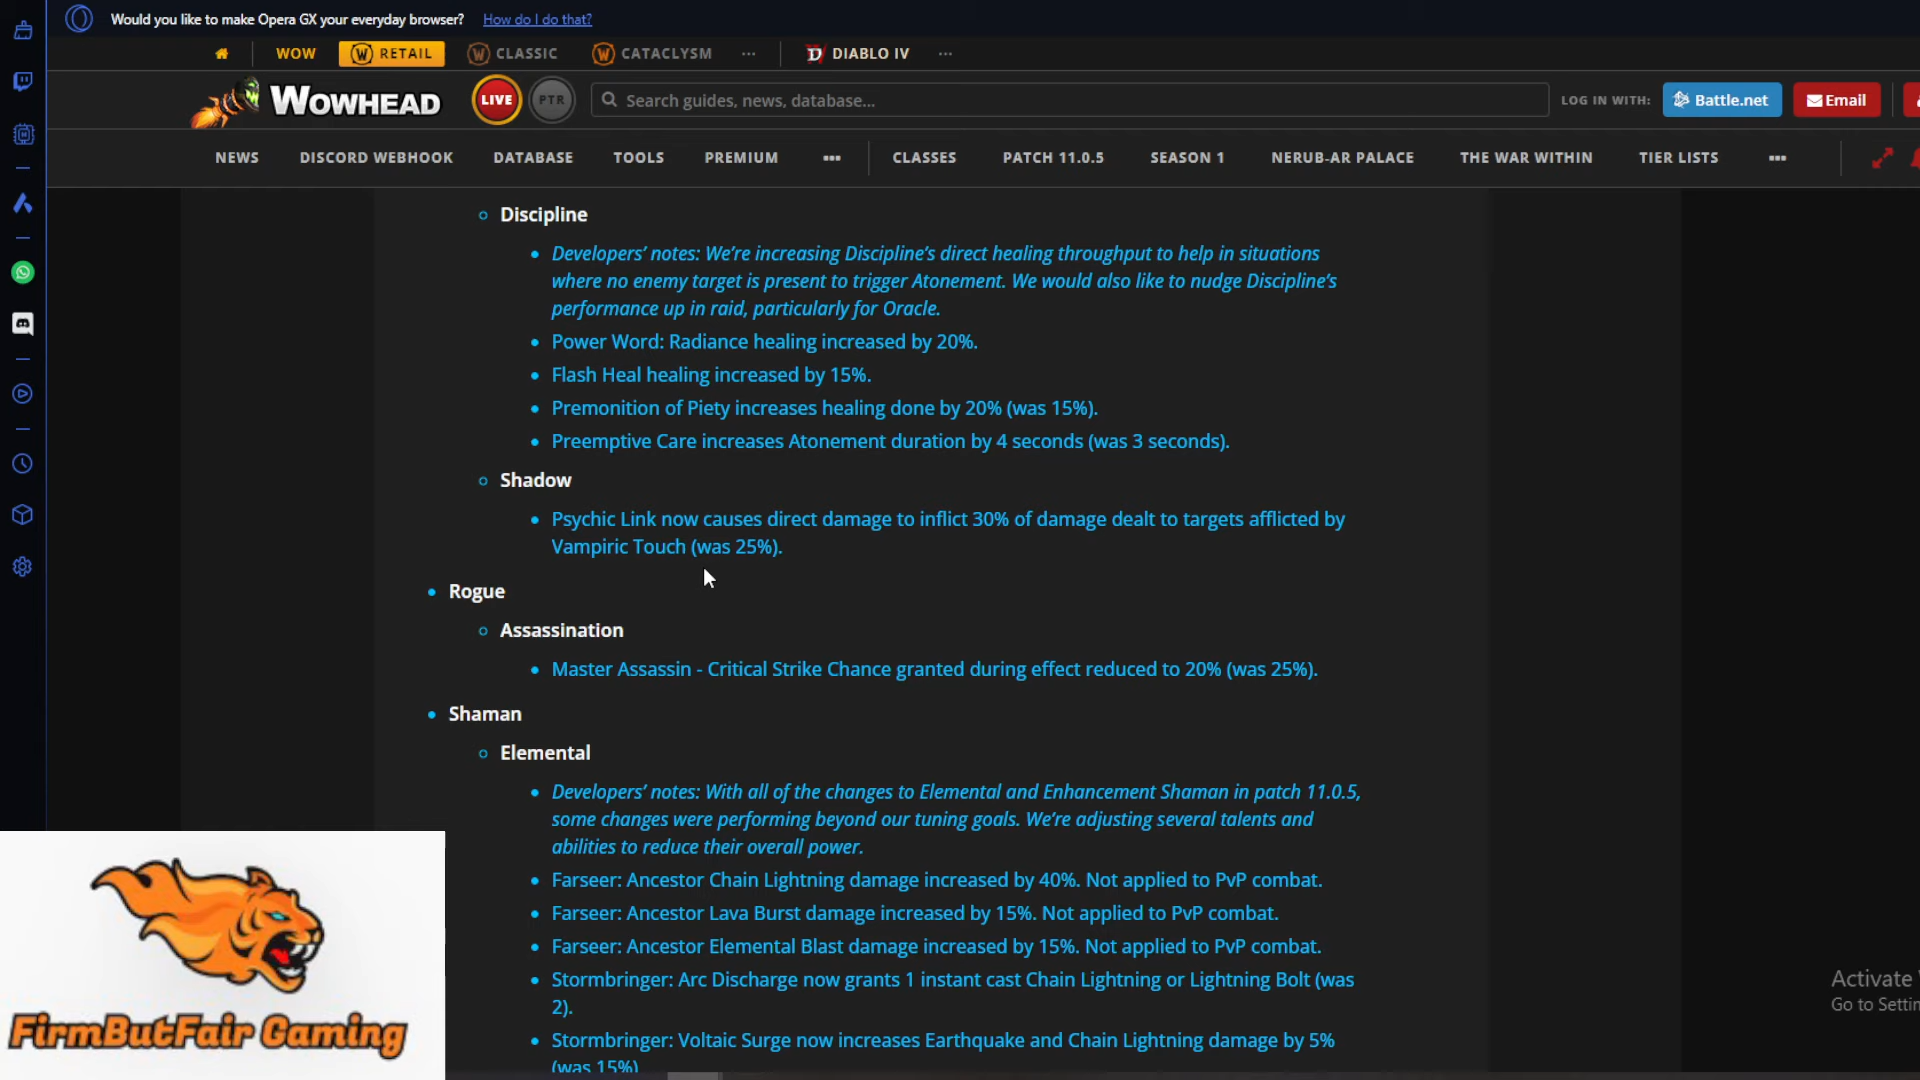 Would you like to make Opera GX your everyday browser? How do I do that?
WOW RETAIL CLASSIC CATACLYSM ... DIABLO IV ...
WOWHEAD LIVE PTR Search guides, news, database... LOG IN WITH: Battle.net Email
NEWS DISCORD WEBHOOK DATABASE TOOLS PREMIUM ... CLASSES PATCH 11.0.5 SEASON 1 NERUB-AR PALACE THE WAR WITHIN TIER LISTS ...
Discipline
Developers’ notes: We’re increasing Discipline’s direct healing throughput to help in situations
where no enemy target is present to trigger Atonement. We would also like to nudge Discipline’s
performance up in raid, particularly for Oracle.
Power Word: Radiance healing increased by 20%.
Flash Heal healing increased by 15%.
Premonition of Piety increases healing done by 20% (was 15%).
Preemptive Care increases Atonement duration by 4 seconds (was 3 seconds).
Shadow
Psychic Link now causes direct damage to inflict 30% of damage dealt to targets afflicted by
Vampiric Touch (was 25%).
Rogue
Assassination
Master Assassin - Critical Strike Chance granted during effect reduced to 20% (was 25%).
Shaman
Elemental
Developers’ notes: With all of the changes to Elemental and Enhancement Shaman in patch 11.0.5,
some changes were performing beyond our tuning goals. We’re adjusting several talents and
abilities to reduce their overall power.
Farseer: Ancestor Chain Lightning damage increased by 40%. Not applied to PvP combat.
Farseer: Ancestor Lava Burst damage increased by 15%. Not applied to PvP combat.
Farseer: Ancestor Elemental Blast damage increased by 15%. Not applied to PvP combat.
Stormbringer: Arc Discharge now grants 1 instant cast Chain Lightning or Lightning Bolt (was
2).
Stormbringer: Voltaic Surge now increases Earthquake and Chain Lightning damage by 5%
(was 15%)
Activate
Go to Settin
FirmButFair Gaming